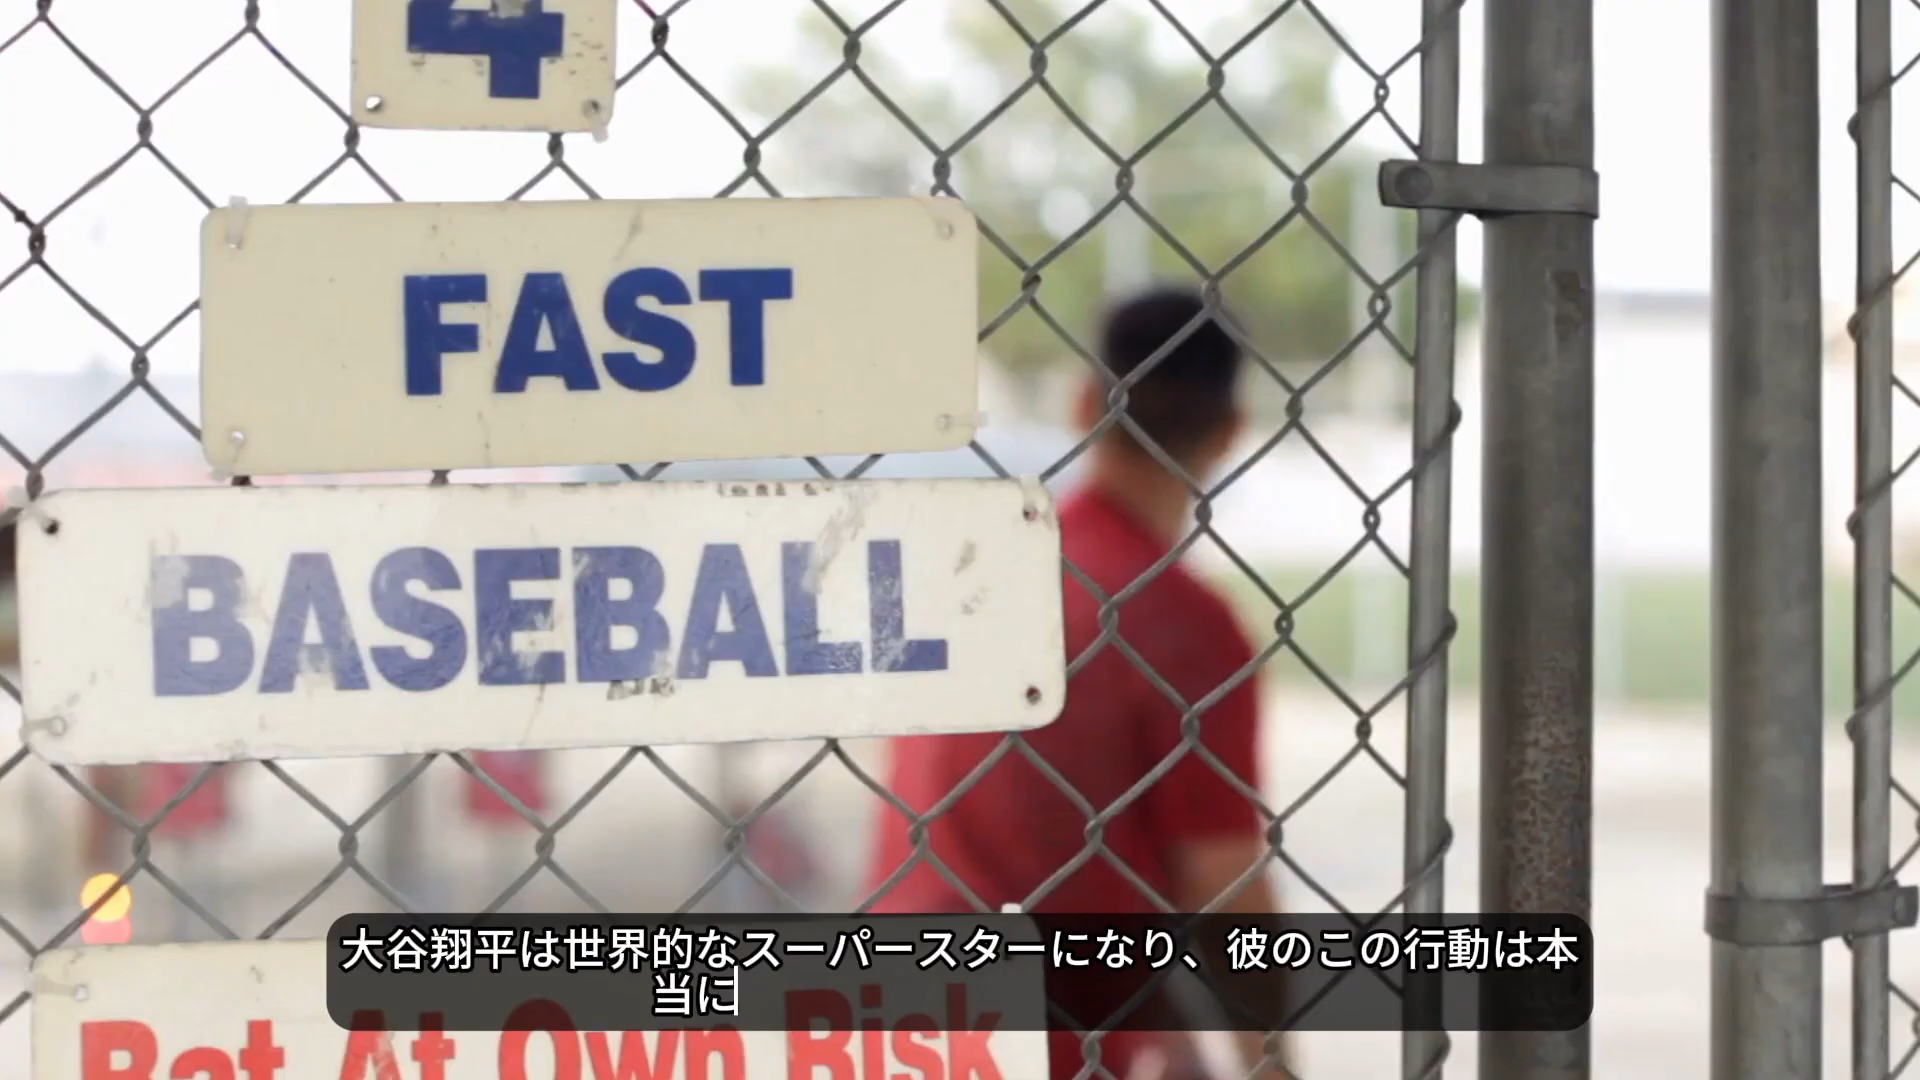 4
FAST
BASEBALL
Bat At Own Risk
大谷翔平は世界的なスーパースターになり、彼のこの行動は本
当に